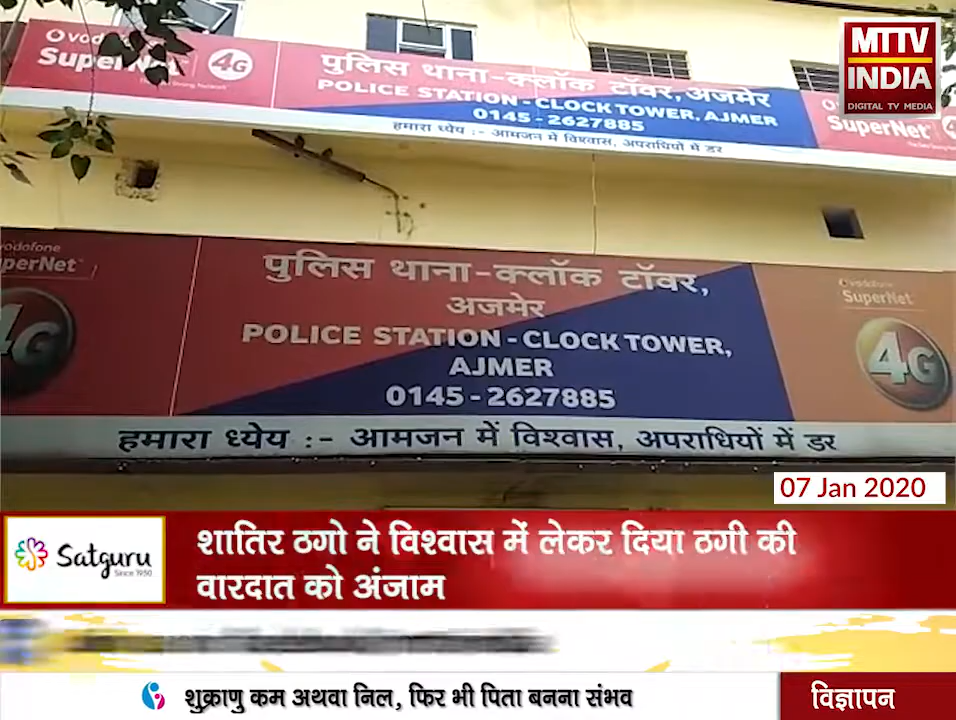 vod
SuperNet
4G
पुलिस थाना-क्लॉक टॉवर, अजमेर
POLICE STATION - CLOCK TOWER, AJMER
0145 - 2627885
हमारा ध्येय :- आमजन में विश्वास, अपराधियों में डर
SuperNet
MTTV
INDIA
DIGITAL TV MEDIA
vodafone
perNet
4G
पुलिस थाना-क्लॉक टॉवर,
अजमेर
POLICE STATION - CLOCK TOWER,
AJMER
0145 - 2627885
vodafone
SuperNet
4G
हमारा ध्येय :- आमजन में विश्वास, अपराधियों में डर
07 Jan 2020
Satguru
Since 1950
शातिर ठगो ने विश्वास में लेकर दिया ठगी की
वारदात को अंजाम
शुक्राणु कम अथवा निल, फिर भी पिता बनना संभव
विज्ञापन